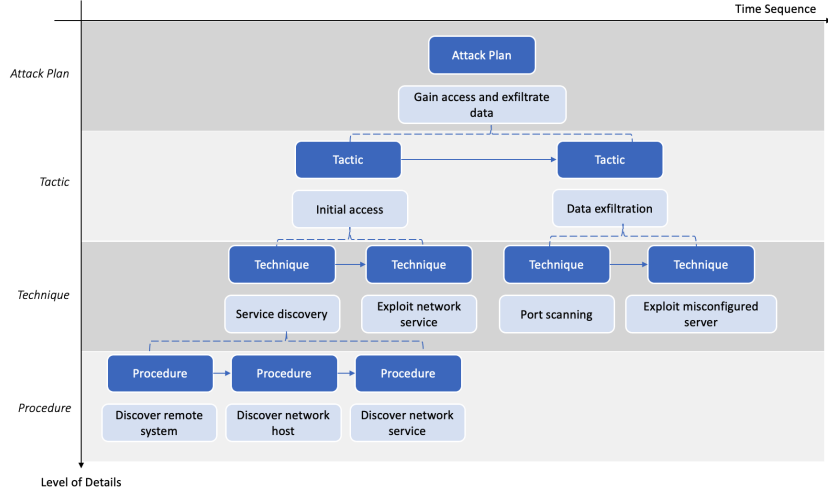 Time Sequence
Attack Plan
Attack Plan
Gain access and exfiltrate
data
Tactic
Tactic
Tactic
Initial access
Data exfiltration
Technique
Technique
Technique
Technique
Technique
Service discovery
Exploit network
service
Port scanning
Exploit misconfigured
server
Procedure
Procedure
Procedure
Procedure
Discover remote
system
Discover network
host
Discover network
service
Level of Details